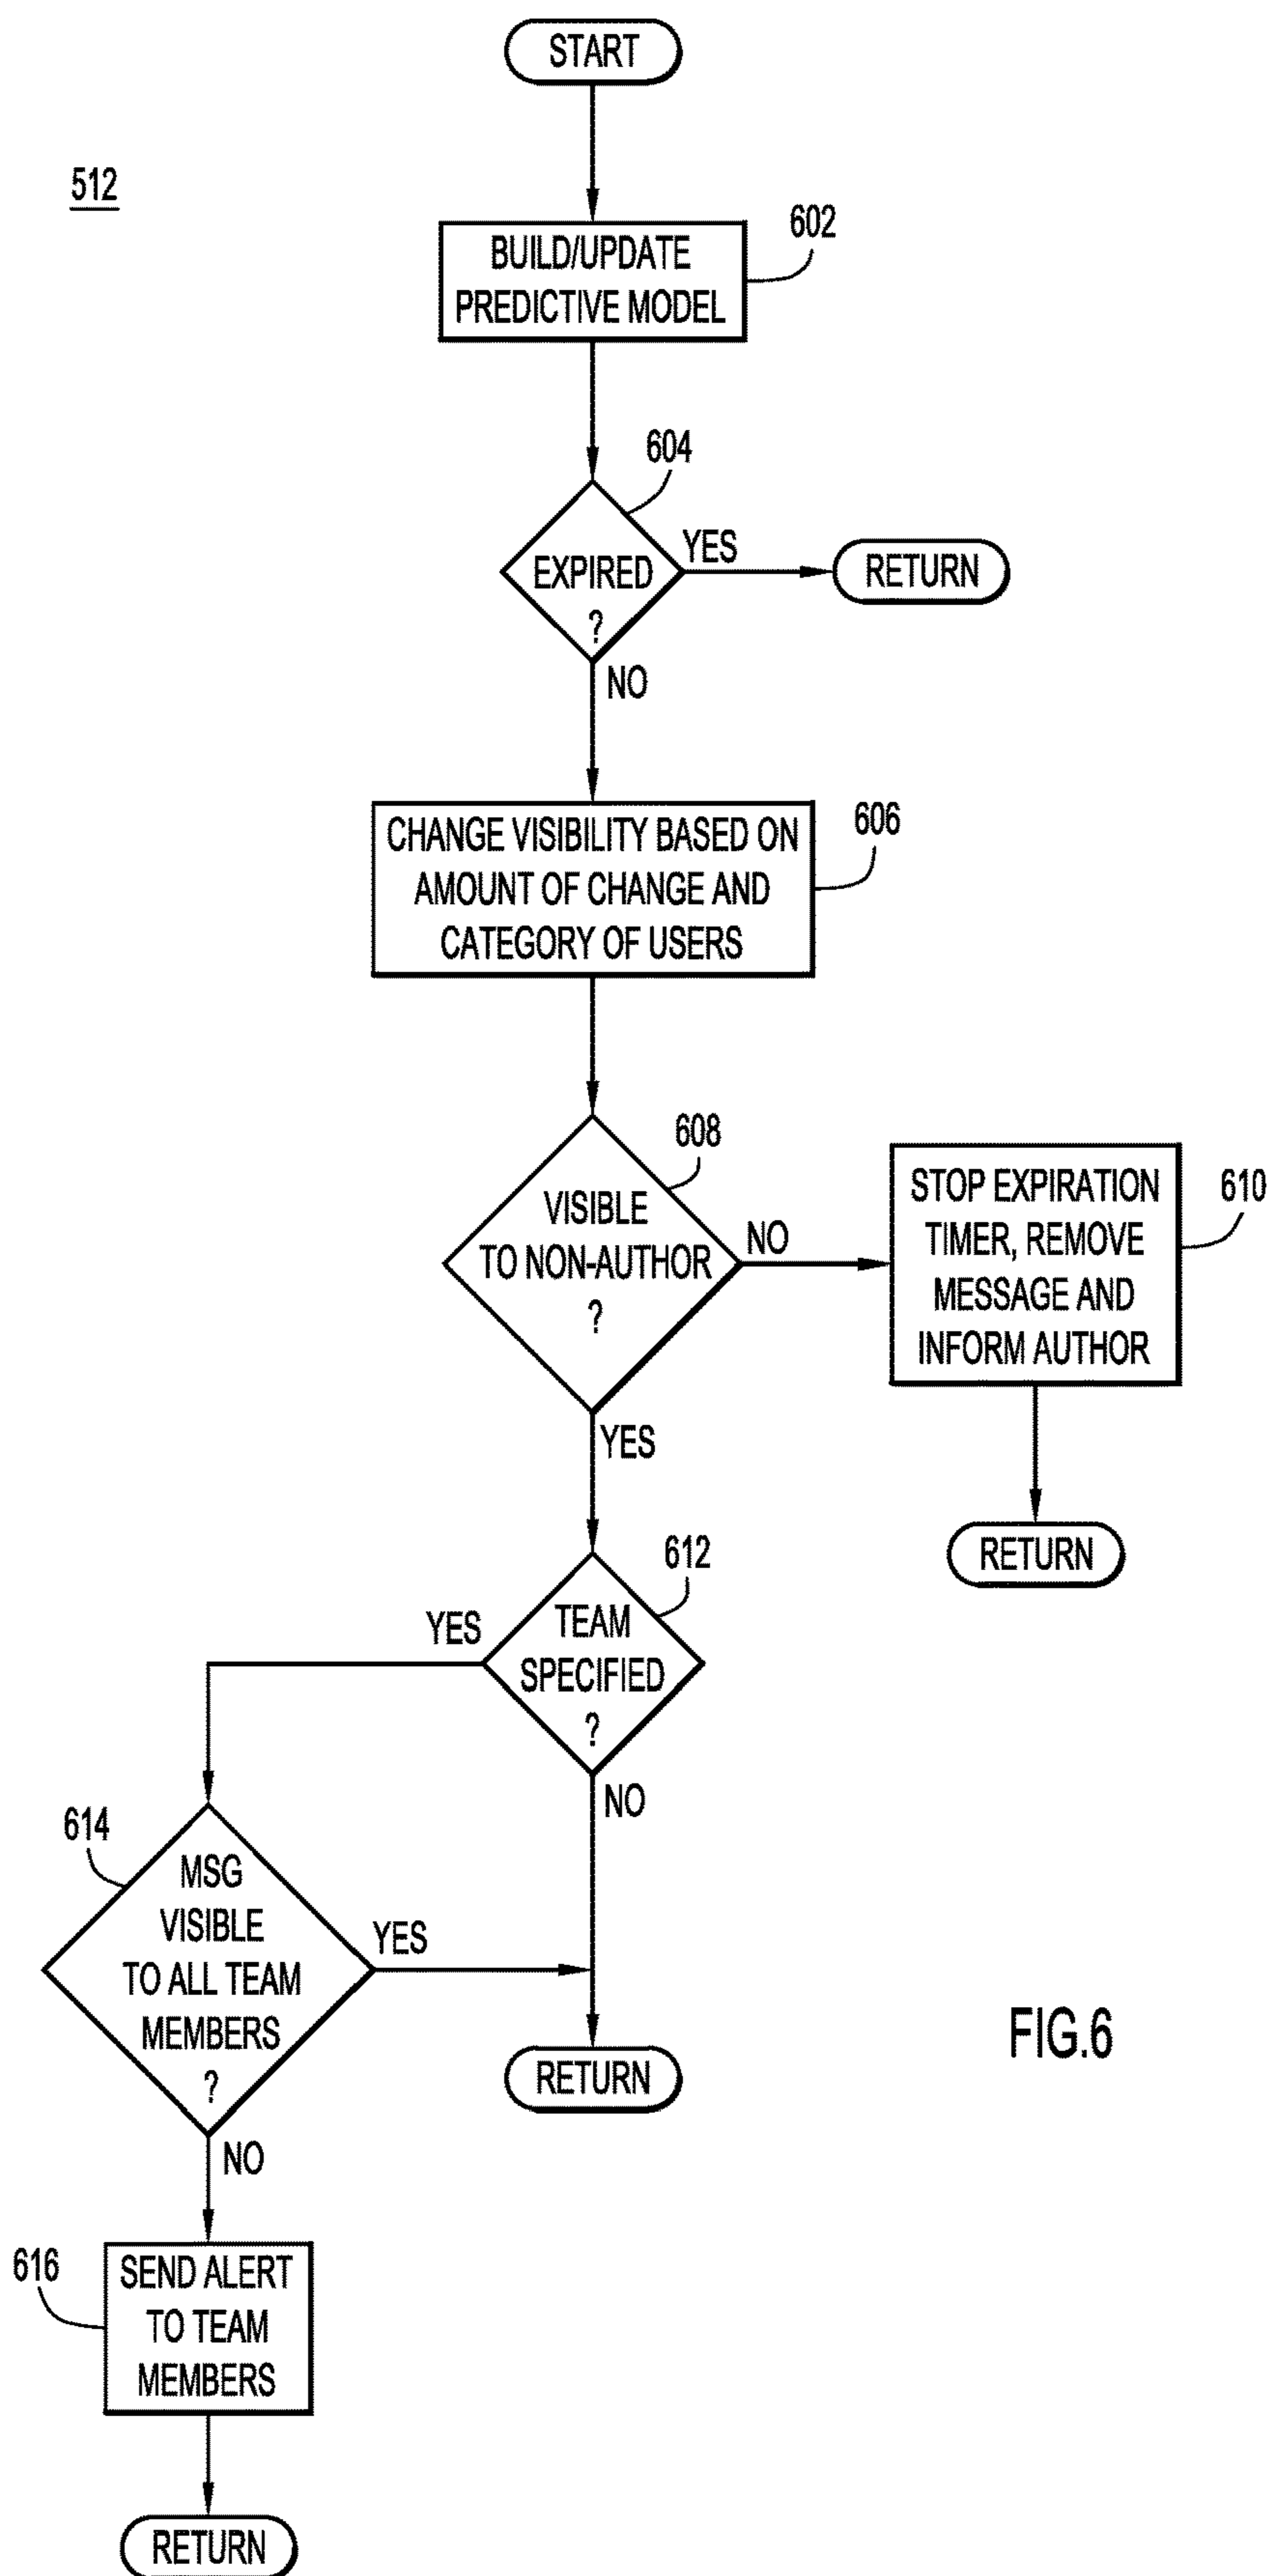 START
512
602
BUILD/UPDATE
PREDICTIVE MODEL
604
YES
EXPIRED
?
RETURN
NO
606
CHANGE VISIBILITY BASED ON
AMOUNT OF CHANGE AND
CATEGORY OF USERS
608
VISIBLE
TO NON-AUTHOR
?
NO
610
STOP EXPIRATION
TIMER, REMOVE
MESSAGE AND
INFORM AUTHOR
RETURN
YES
612
TEAM
SPECIFIED
?
YES
NO
614
MSG
VISIBLE
TO ALL TEAM
MEMBERS
?
YES
RETURN
NO
616
SEND ALERT
TO TEAM
MEMBERS
RETURN
FIG.6